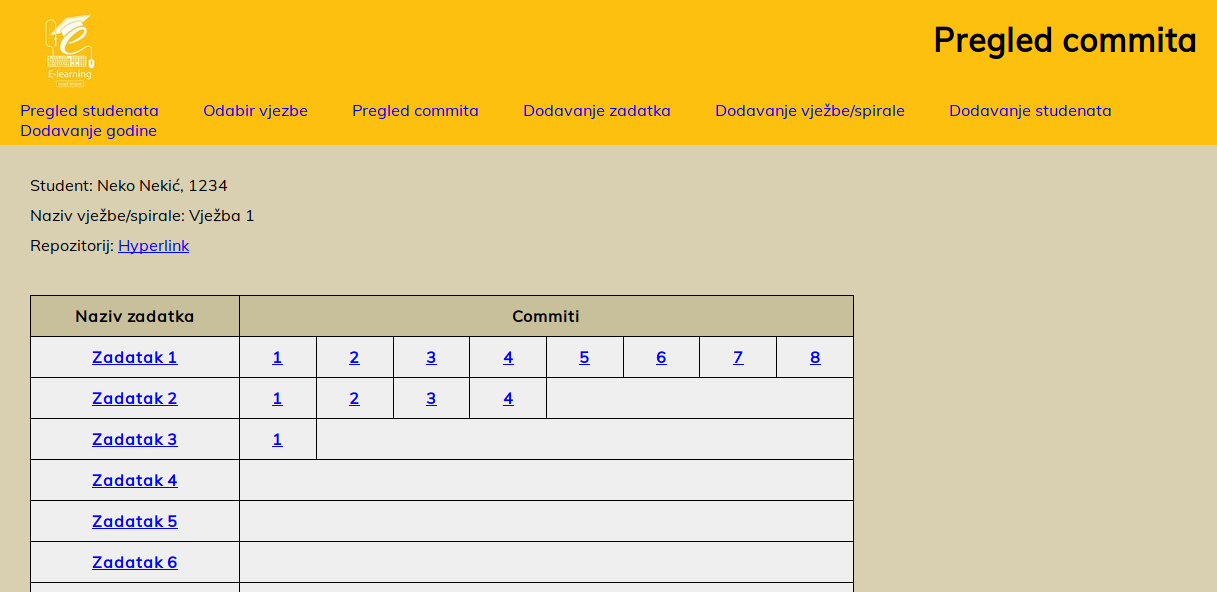 E-learning
Pregled commita
Pregled studenata Odabir vjezbe Pregled commita Dodavanje zadatka Dodavanje vježbe/spirale Dodavanje studenata
Dodavanje godine
Student: Neko Nekić, 1234
Naziv vježbe/spirale: Vježba 1
Repozitorij: Hyperlink
Naziv zadatka Commiti
Zadatak 1 1 2 3 4 5 6 7 8
Zadatak 2 1 2 3 4
Zadatak 3 1
Zadatak 4
Zadatak 5
Zadatak 6